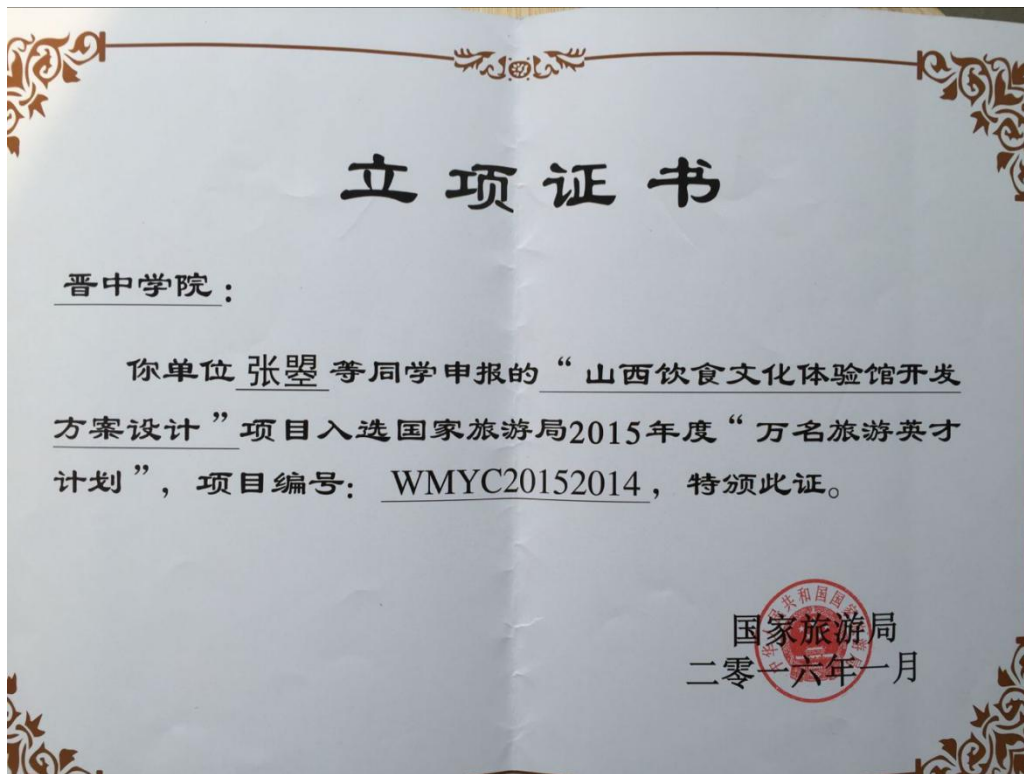 立项证书
晋中学院：
你单位张曌等同学申报的“山西饮食文化体验馆开发
方案设计”项目入选国家旅游局2015年度“万名旅游英才
计划”，项目编号：WMYC20152014，特颁此证。
国家旅游局
二零一六年一月